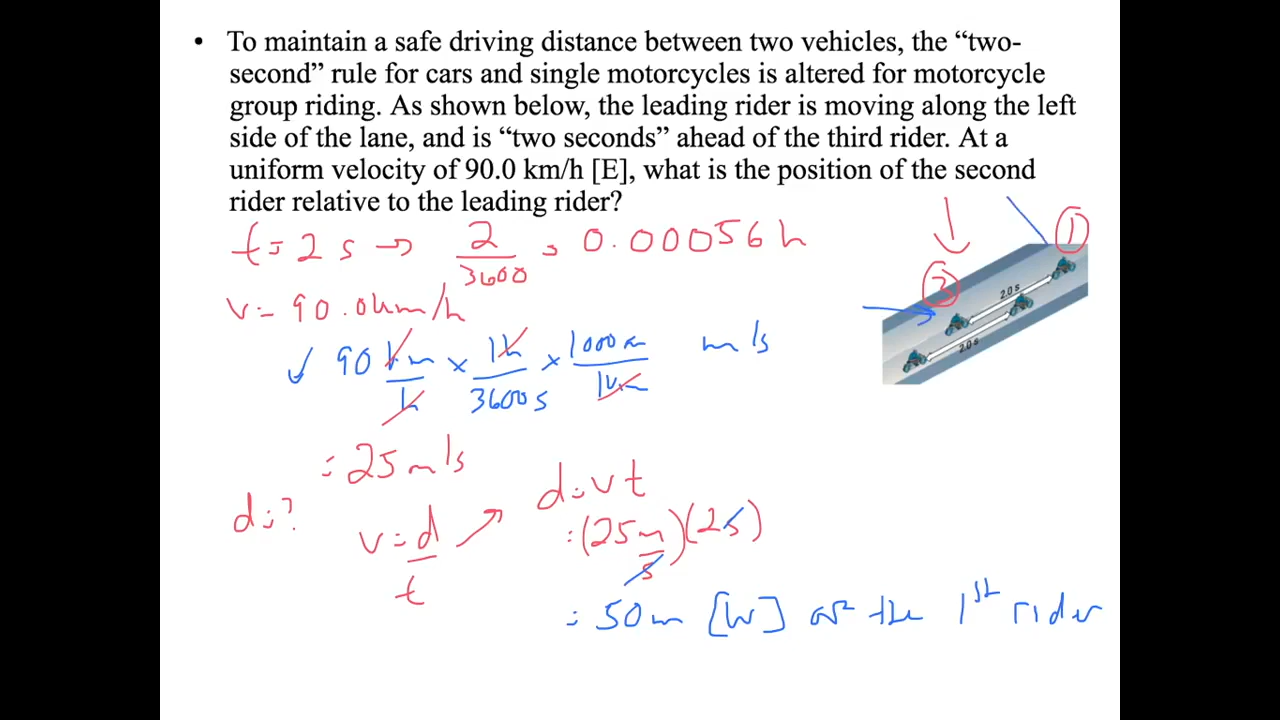 • To maintain a safe driving distance between two vehicles, the “two-
second” rule for cars and single motorcycles is altered for motorcycle
group riding. As shown below, the leading rider is moving along the left
side of the lane, and is “two seconds” ahead of the third rider. At a
uniform velocity of 90.0 km/h [E], what is the position of the second
rider relative to the leading rider?
t = 2 s → 2/3600 = 0.00056 h
v = 90.0 km/h
90 km/h × 1h/3600s × 1000m/1km m/s
= 25 m/s
d = ?
v = d/t
d = vt
= (25 m/s)(2s)
= 50 m [W] of the 1st rider
1
3
2.0 s
2.0 s